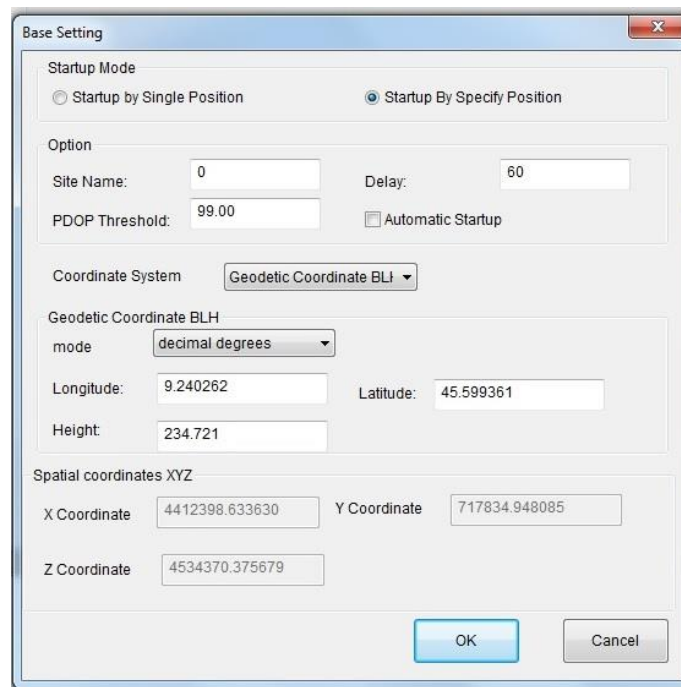 Base Setting
Startup Mode
Startup by Single Position Startup By Specify Position
Option
Site Name: 0 Delay: 60
PDOP Threshold: 99.00 Automatic Startup
Coordinate System Geodetic Coordinate BLH
Geodetic Coordinate BLH
mode decimal degrees
Longitude: 9.240262 Latitude: 45.599361
Height: 234.721
Spatial coordinates XYZ
X Coordinate 4412398.633630 Y Coordinate 717834.948085
Z Coordinate 4534370.375679
OK Cancel